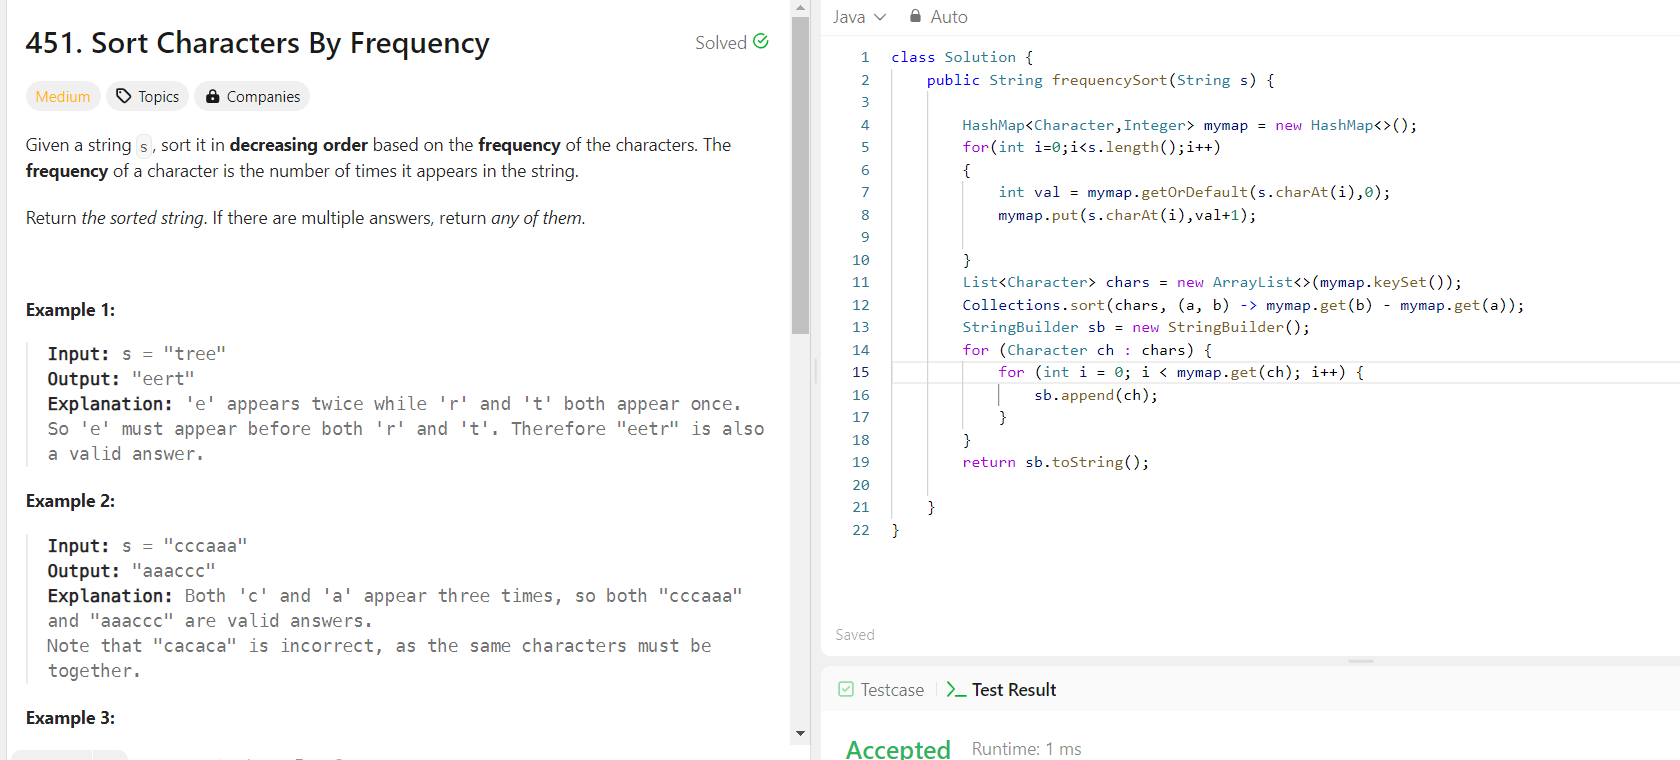 451. Sort Characters By Frequency
Solved
Medium Topics Companies
Given a string s, sort it in decreasing order based on the frequency of the characters. The
frequency of a character is the number of times it appears in the string.
Return the sorted string. If there are multiple answers, return any of them.
Example 1:
Input: s = "tree"
Output: "eert"
Explanation: 'e' appears twice while 'r' and 't' both appear once.
So 'e' must appear before both 'r' and 't'. Therefore "eetr" is also
a valid answer.
Example 2:
Input: s = "cccaaa"
Output: "aaaccc"
Explanation: Both 'c' and 'a' appear three times, so both "cccaaa"
and "aaaccc" are valid answers.
Note that "cacaca" is incorrect, as the same characters must be
together.
Example 3:
Java Auto
1 class Solution {
2 public String frequencySort(String s) {
3
4 HashMap<Character,Integer> mymap = new HashMap<>();
5 for(int i=0;i<s.length();i++)
6 {
7 int val = mymap.getOrDefault(s.charAt(i),0);
8 mymap.put(s.charAt(i),val+1);
9
10 }
11 List<Character> chars = new ArrayList<>(mymap.keySet());
12 Collections.sort(chars, (a, b) -> mymap.get(b) - mymap.get(a));
13 StringBuilder sb = new StringBuilder();
14 for (Character ch : chars) {
15 for (int i = 0; i < mymap.get(ch); i++) {
16 sb.append(ch);
17 }
18 }
19 return sb.toString();
20
21 }
22 }
Saved
Testcase Test Result
Accepted Runtime: 1 ms